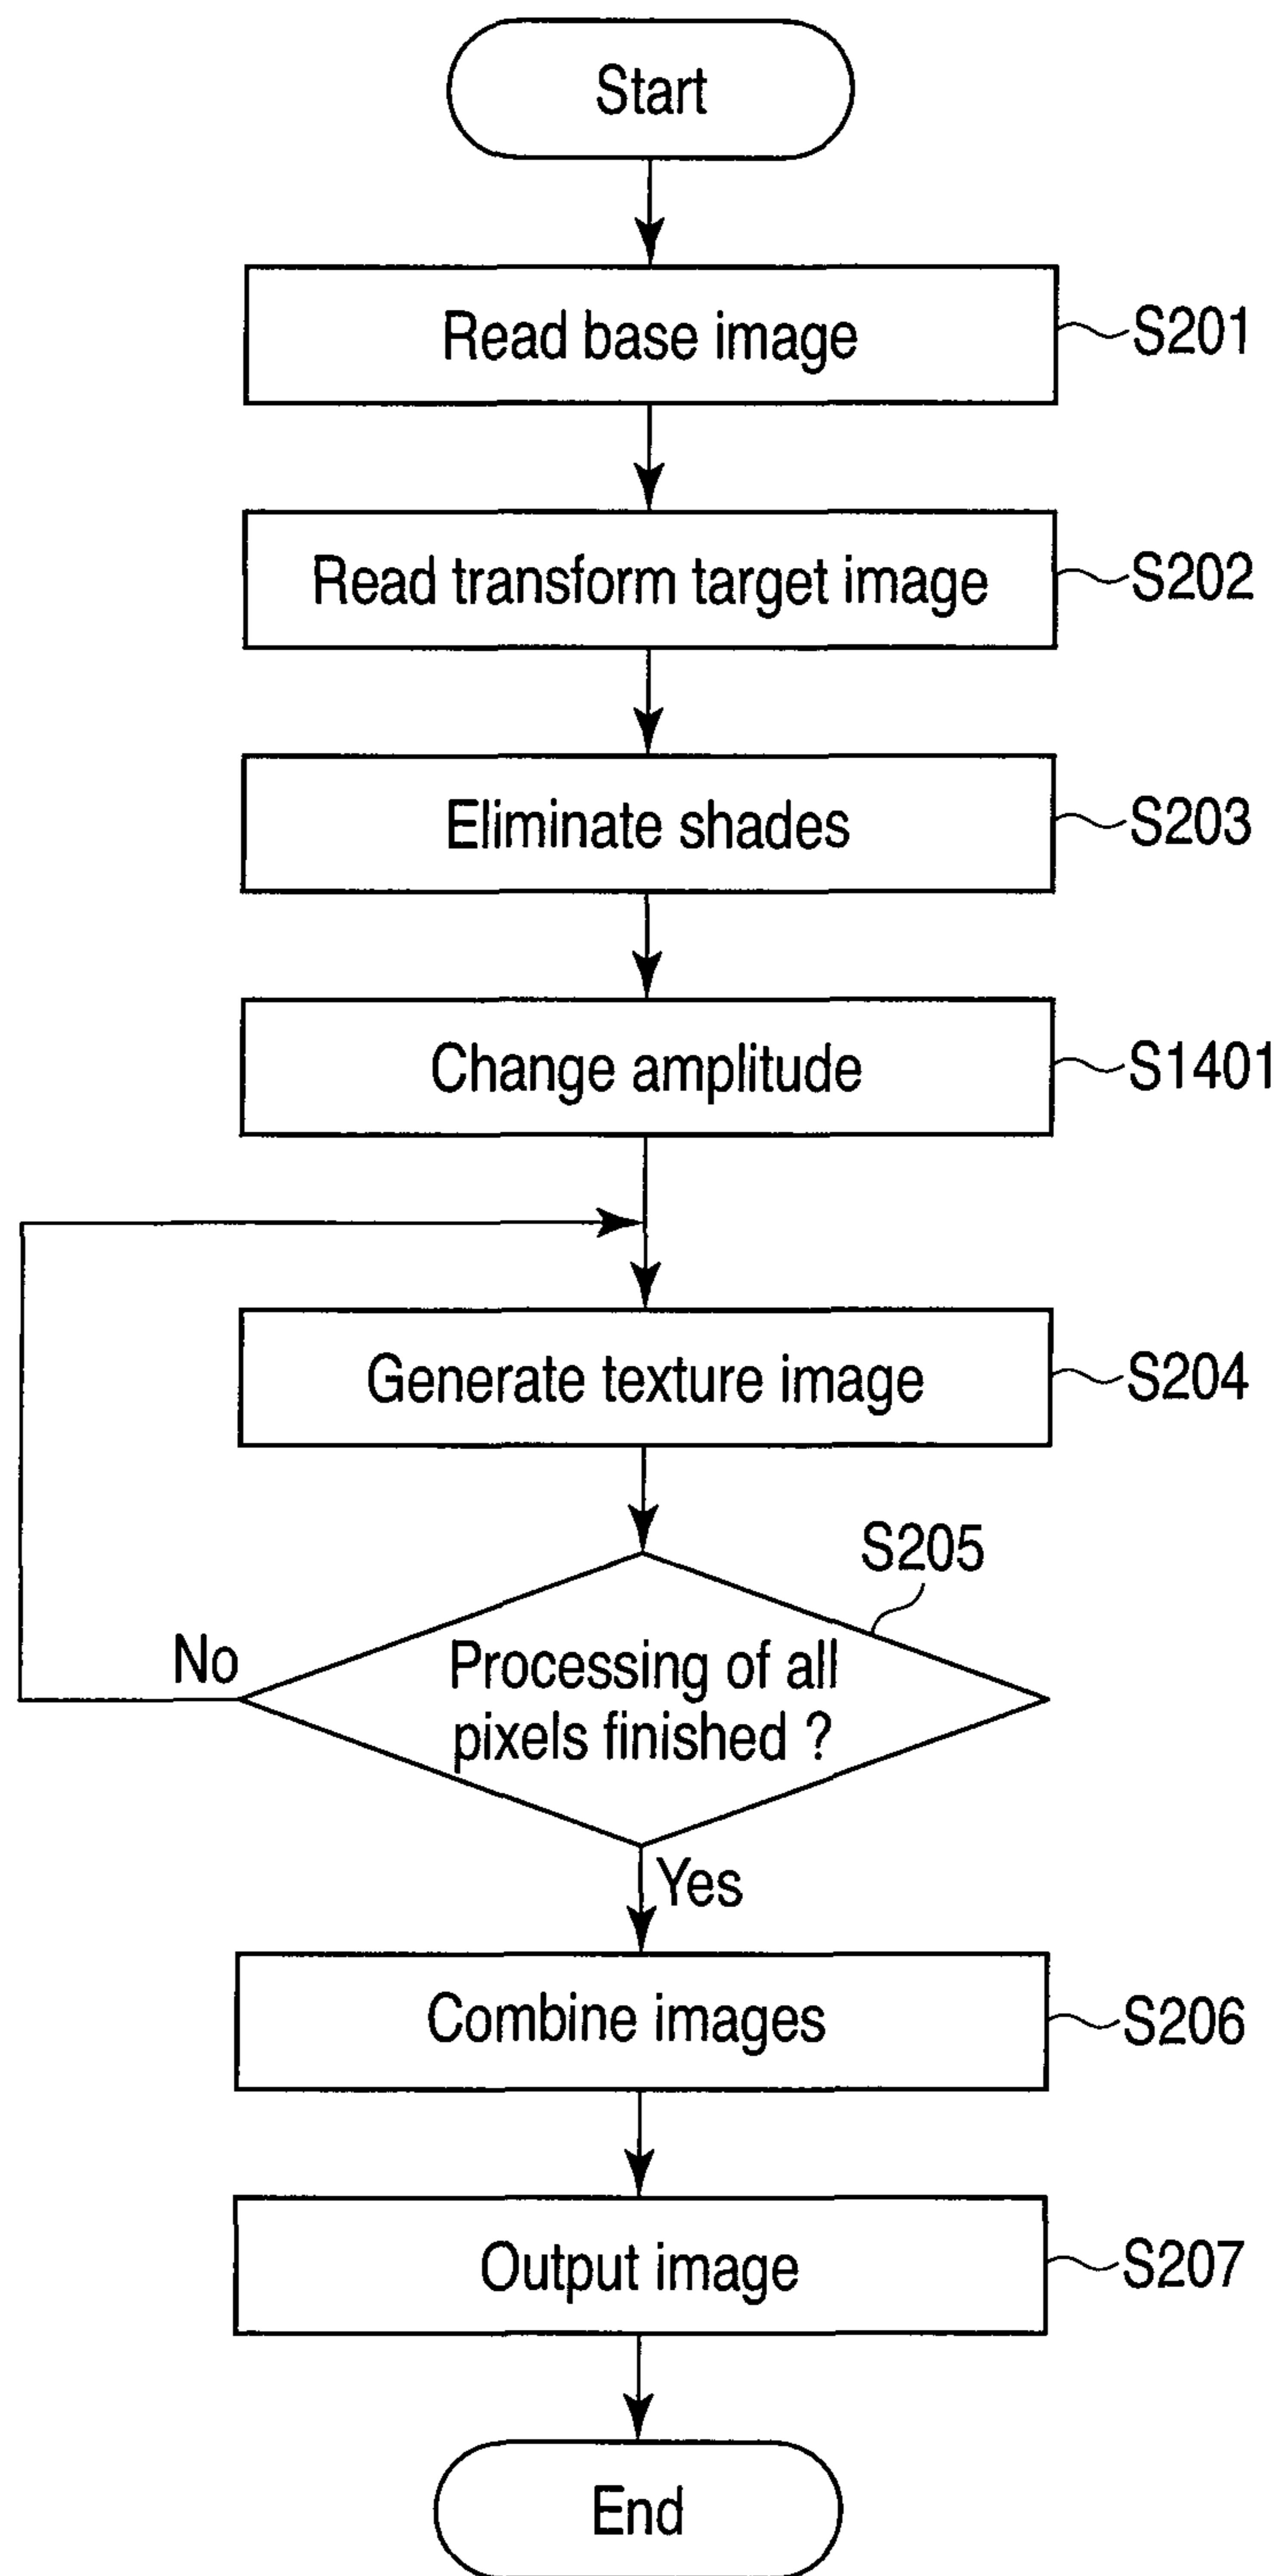 Start
Read base image
S201
Read transform target image
S202
Eliminate shades
S203
Change amplitude
S1401
Generate texture image
S204
S205
No
Processing of all
pixels finished ?
Yes
Combine images
S206
Output image
S207
End